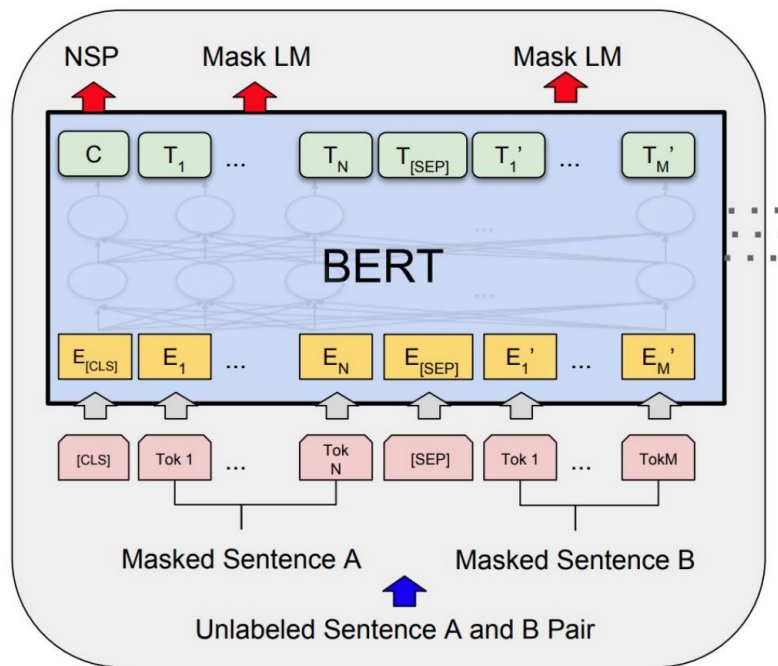 NSP Mask LM Mask LM
C T1 ... TN T[SEP] T1' ... TM'
BERT
E[CLS] E1 ... EN E[SEP] E1' ... EM'
[CLS] Tok 1 ... Tok N [SEP] Tok 1 ... TokM
Masked Sentence A Masked Sentence B
Unlabeled Sentence A and B Pair